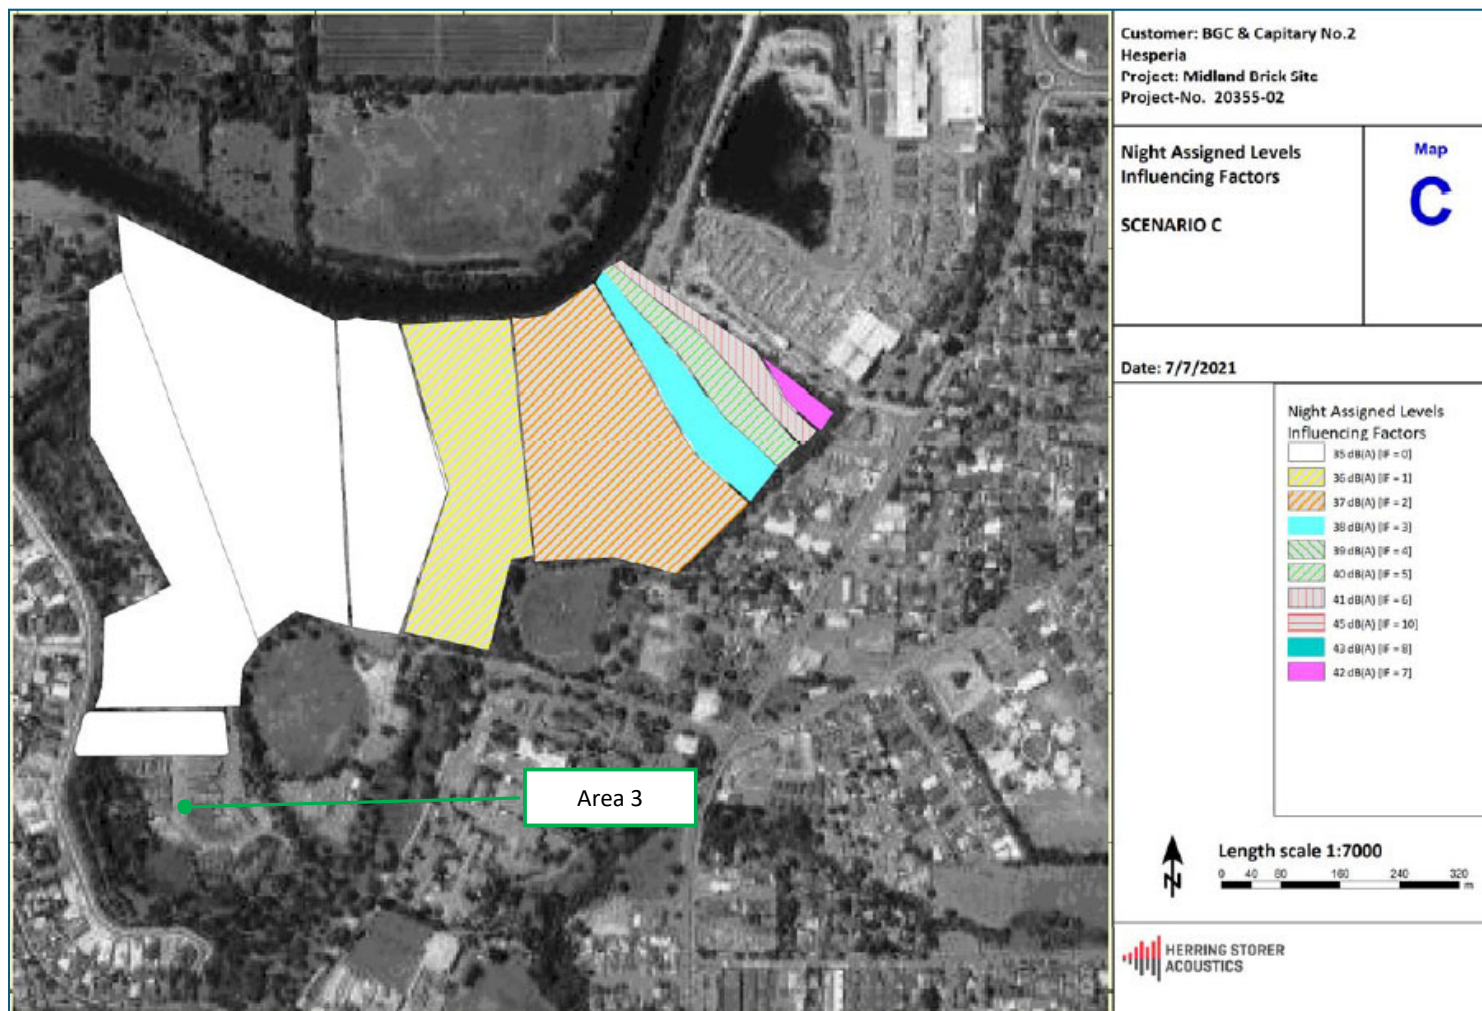 Customer: BGC & Capitary No.2
Hesperia
Project: Midland Brick Site
Project-No. 20355-02
Night Assigned Levels
Influencing Factors
SCENARIO C
Map
C
Date: 7/7/2021
Night Assigned Levels
Influencing Factors
35 dB(A) [IF = 0]
36 dB(A) [IF = 1]
37 dB(A) [IF = 2]
38 dB(A) [IF = 3]
39 dB(A) [IF = 4]
40 dB(A) [IF = 5]
41 dB(A) [IF = 6]
45 dB(A) [IF = 10]
43 dB(A) [IF = 8]
42 dB(A) [IF = 7]
Area 3
N
Length scale 1:7000
0 40 80 160 240 320
m
HERRING STORER
ACOUSTICS